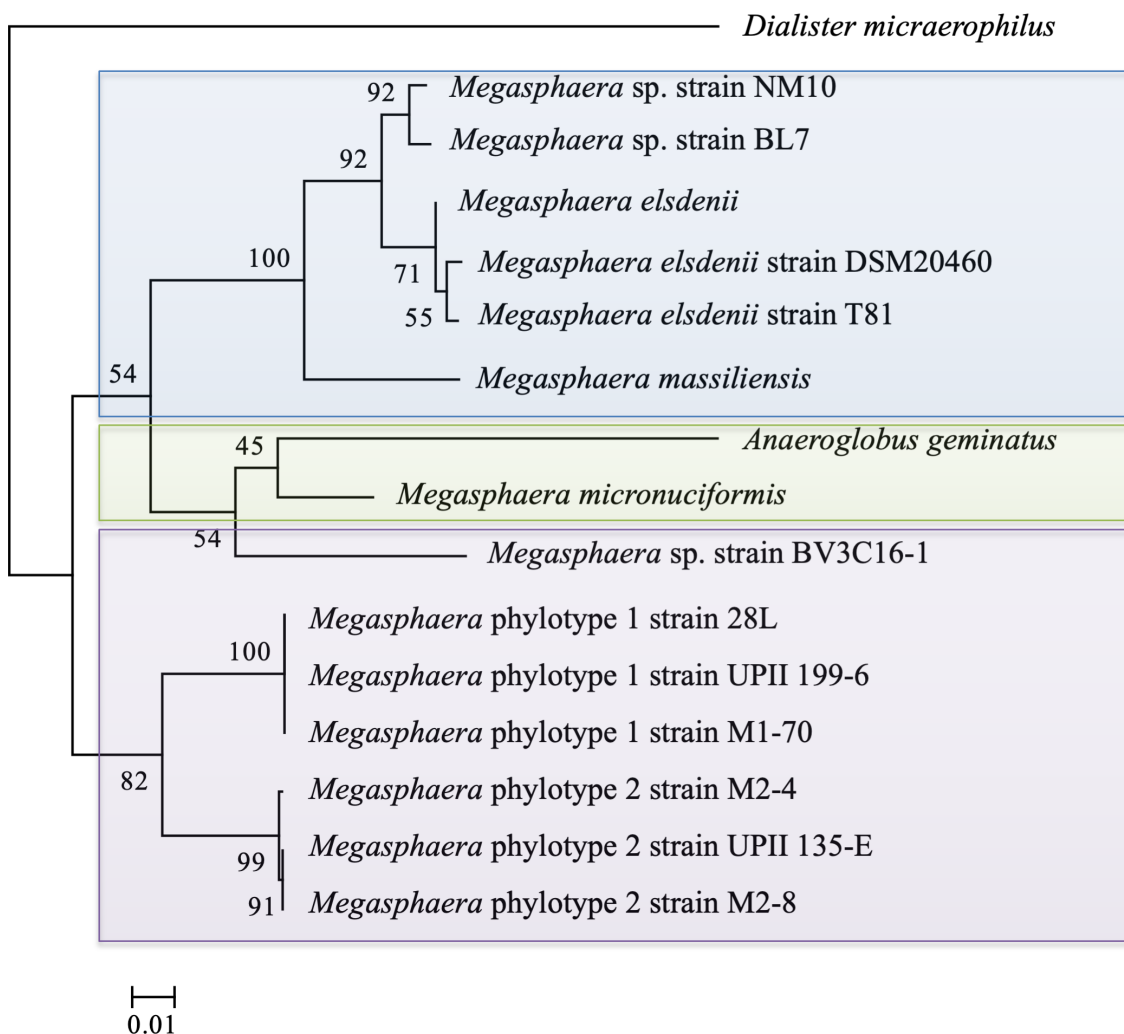 Dialister micraerophilus
92
Megasphaera sp. strain NM10
Megasphaera sp. strain BL7
92
Megasphaera elsdenii
100
71
Megasphaera elsdenii strain DSM20460
55
Megasphaera elsdenii strain T81
54
Megasphaera massiliensis
45
Anaeroglobus geminatus
Megasphaera micronuciformis
54
Megasphaera sp. strain BV3C16-1
Megasphaera phylotype 1 strain 28L
100
Megasphaera phylotype 1 strain UPII 199-6
Megasphaera phylotype 1 strain M1-70
82
Megasphaera phylotype 2 strain M2-4
99
Megasphaera phylotype 2 strain UPII 135-E
91
Megasphaera phylotype 2 strain M2-8
0.01